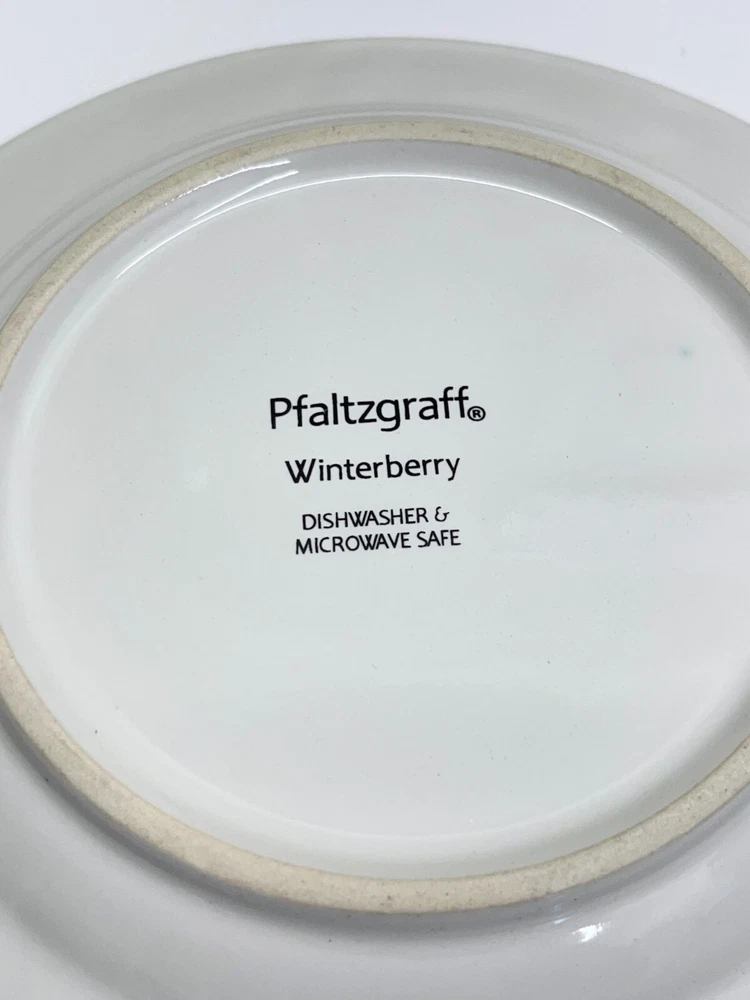 Pfaltzgraff®
Winterberry
DISHWASHER &
MICROWAVE SAFE